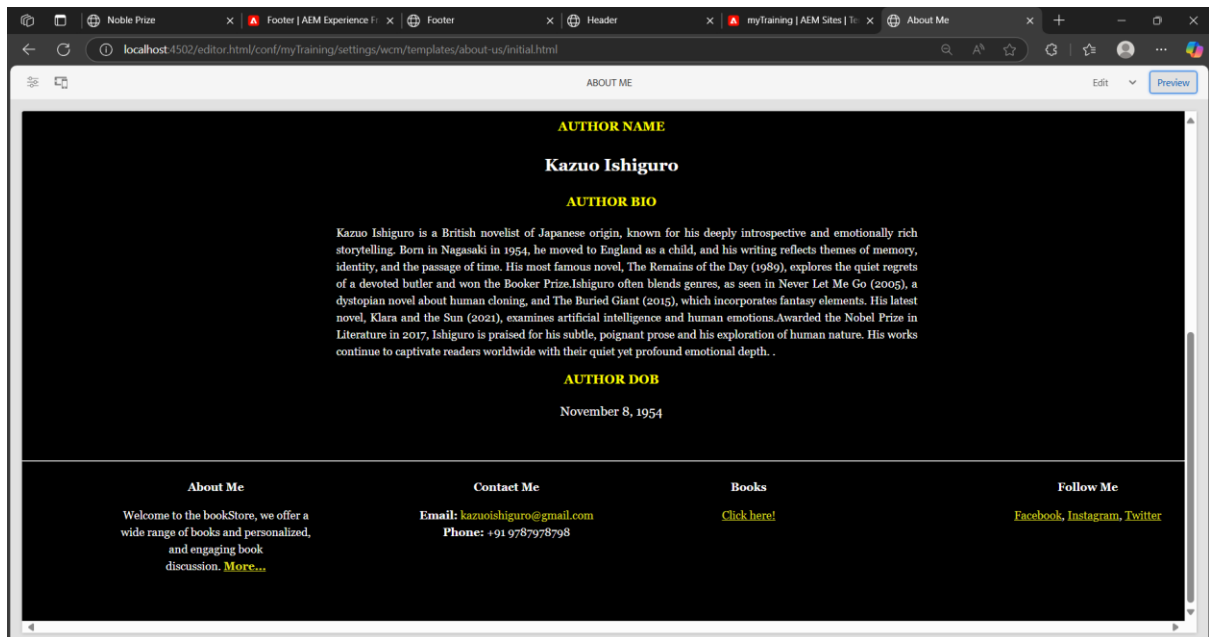 Noble Prize
Footer | AEM Experience Fr
Footer
Header
myTraining | AEM Sites | Te
About Me
localhost:4502/editor.html/conf/myTraining/settings/wcm/templates/about-us/initial.html
ABOUT ME
Edit
Preview
AUTHOR NAME
Kazuo Ishiguro
AUTHOR BIO
Kazuo Ishiguro is a British novelist of Japanese origin, known for his deeply introspective and emotionally rich
storytelling. Born in Nagasaki in 1954, he moved to England as a child, and his writing reflects themes of memory,
identity, and the passage of time. His most famous novel, The Remains of the Day (1989), explores the quiet regrets
of a devoted butler and won the Booker Prize.Ishiguro often blends genres, as seen in Never Let Me Go (2005), a
dystopian novel about human cloning, and The Buried Giant (2015), which incorporates fantasy elements. His latest
novel, Klara and the Sun (2021), examines artificial intelligence and human emotions.Awarded the Nobel Prize in
Literature in 2017, Ishiguro is praised for his subtle, poignant prose and his exploration of human nature. His works
continue to captivate readers worldwide with their quiet yet profound emotional depth. .
AUTHOR DOB
November 8, 1954
About Me
Welcome to the bookStore, we offer a
wide range of books and personalized,
and engaging book
discussion. More...
Contact Me
Email: kazuoishiguro@gmail.com
Phone: +91 9787978798
Books
Click here!
Follow Me
Facebook, Instagram, Twitter